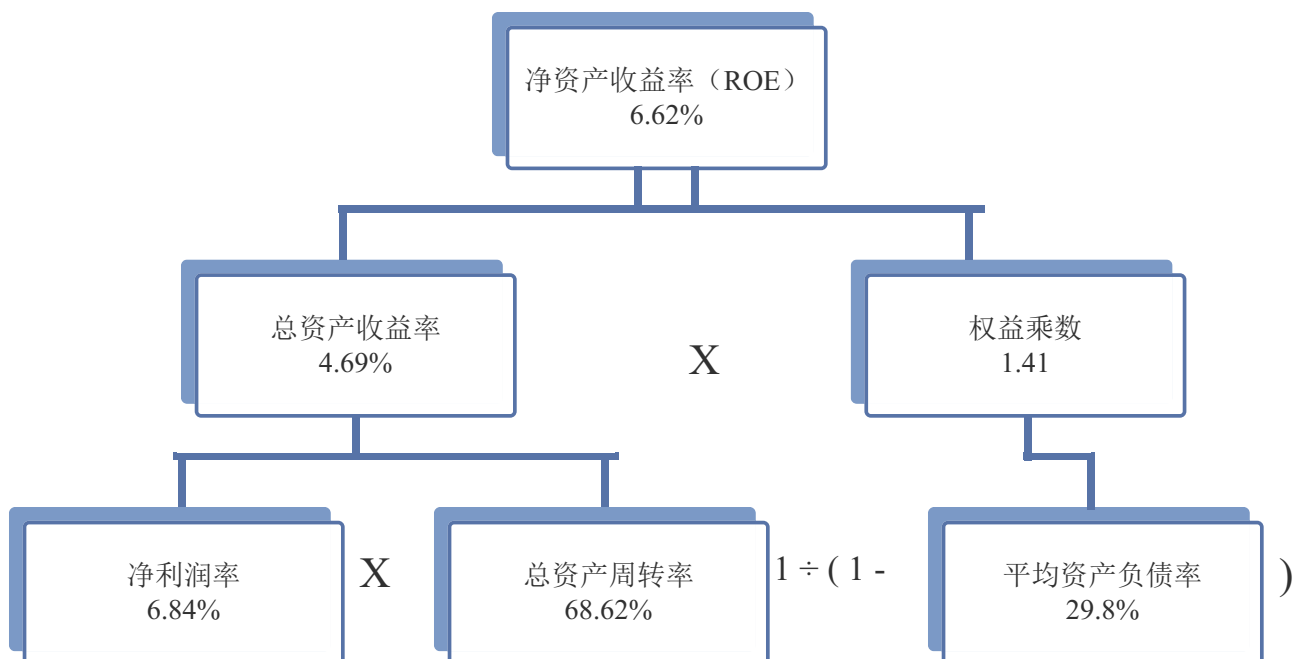 净资产收益率（ROE）
6.62%
总资产收益率
4.69%
X
权益乘数
1.41
净利润率
6.84%
X
总资产周转率
68.62%
1 ÷ ( 1 -
平均资产负债率
29.8%
)